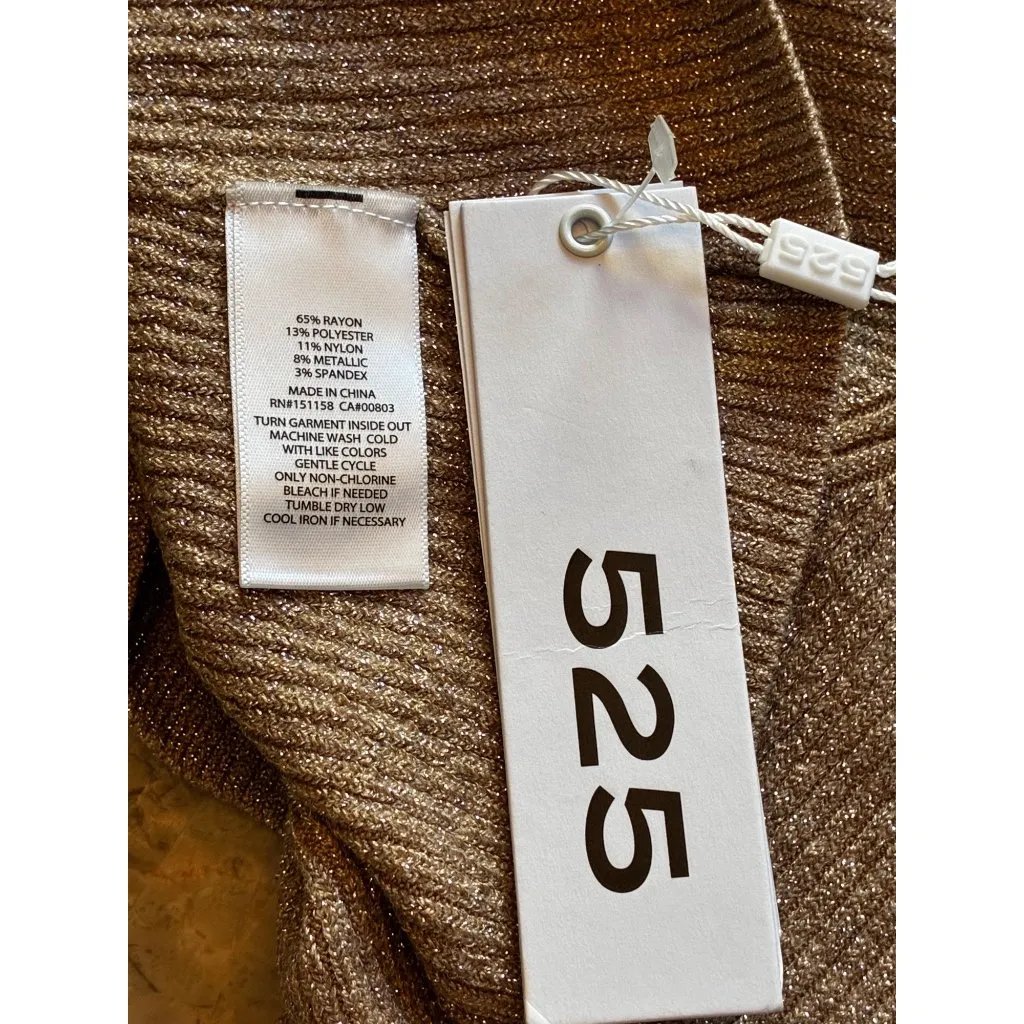 65% RAYON
13% POLYESTER
11% NYLON
8% METALLIC
3% SPANDEX
MADE IN CHINA
RN#151158 CA#00803
TURN GARMENT INSIDE OUT
MACHINE WASH COLD
WITH LIKE COLORS
GENTLE CYCLE
ONLY NON-CHLORINE
BLEACH IF NEEDED
TUMBLE DRY LOW
COOL IRON IF NECESSARY
525
525